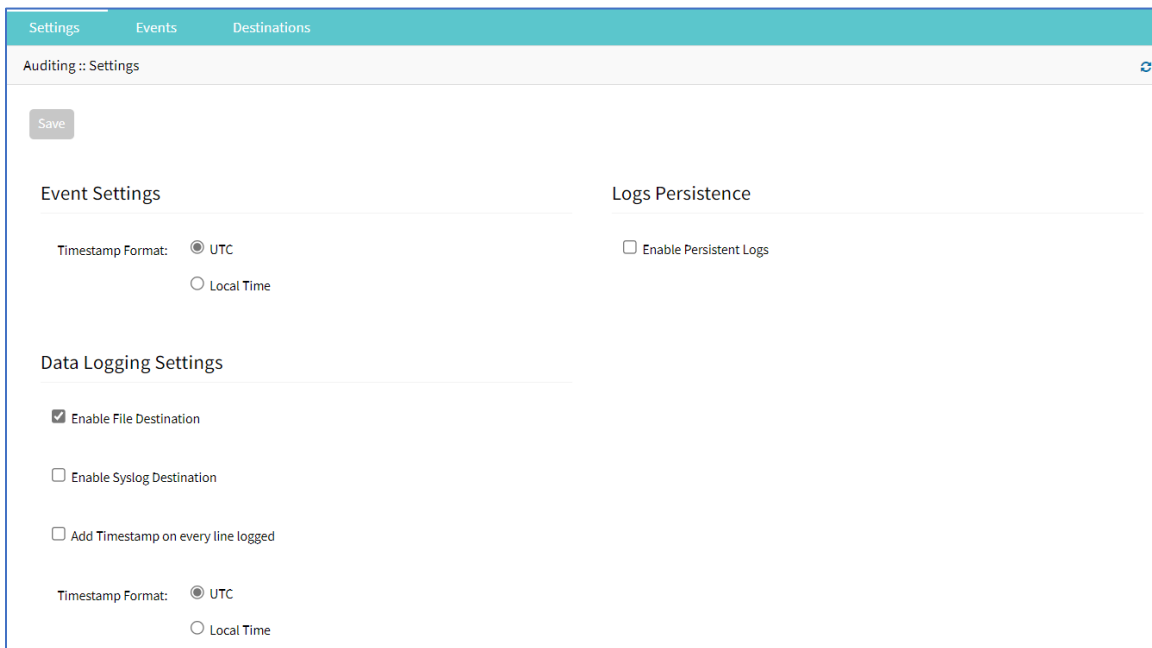 Settings Events Destinations
Auditing :: Settings
Save
Event Settings
Timestamp Format: UTC
Local Time
Logs Persistence
Enable Persistent Logs
Data Logging Settings
Enable File Destination
Enable Syslog Destination
Add Timestamp on every line logged
Timestamp Format: UTC
Local Time